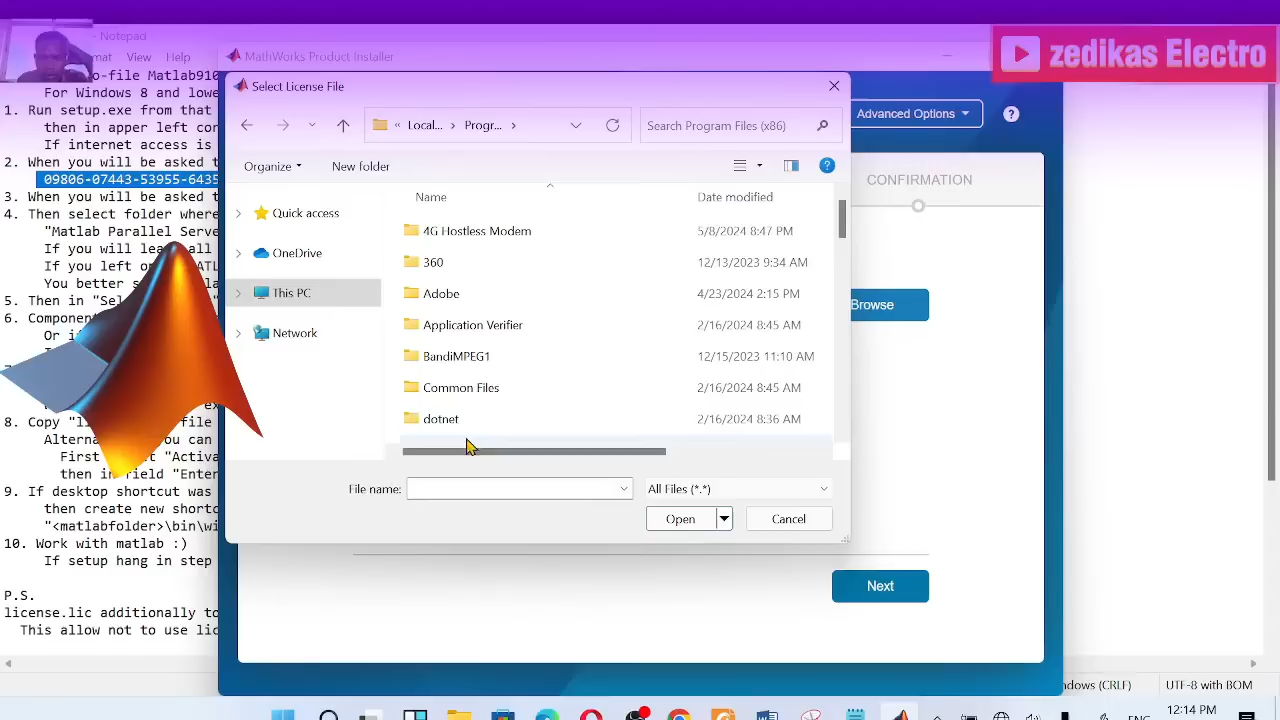 - Notepad
mat View Help
MathWorks Product Installer
zedikas Electro
o-file Matlab910
For Windows 8 and lowe
1. Run setup.exe from that
then in apper left con
If internet access is
2. When you will be asked t
09806-07443-53955-6435
3. When you will be asked t
4. Then select folder where
"Matlab Parallel Serve
If you will lea all
If you left o ATL
You better s la
5. Then in "Sel
6. Componen
Or i
8. Copy "li file
Alterna ou can
First t "Activa
then in field "Enter
9. If desktop shortcut was
then create new shortc
"<matlabfolder>\bin\wi
10. Work with matlab :)
If setup hang in step
P.S.
license.lic additionally to
This allow not to use lic
Select License File
« Loca... > Progr... >
Search Program Files (x86)
Organize
New folder
Name
Date modified
Quick access
OneDrive
This PC
Network
4G Hostless Modem 5/8/2024 8:47 PM
360 12/13/2023 9:34 AM
Adobe 4/23/2024 2:15 PM
Application Verifier 2/16/2024 8:45 AM
BandiMPEG1 12/15/2023 11:10 AM
Common Files 2/16/2024 8:45 AM
dotnet 2/16/2024 8:36 AM
File name:
All Files (*.*)
Open
Cancel
Advanced Options
?
CONFIRMATION
Browse
Next
ndows (CRLF)
UTF-8 with BOM
12:14 PM
ENG